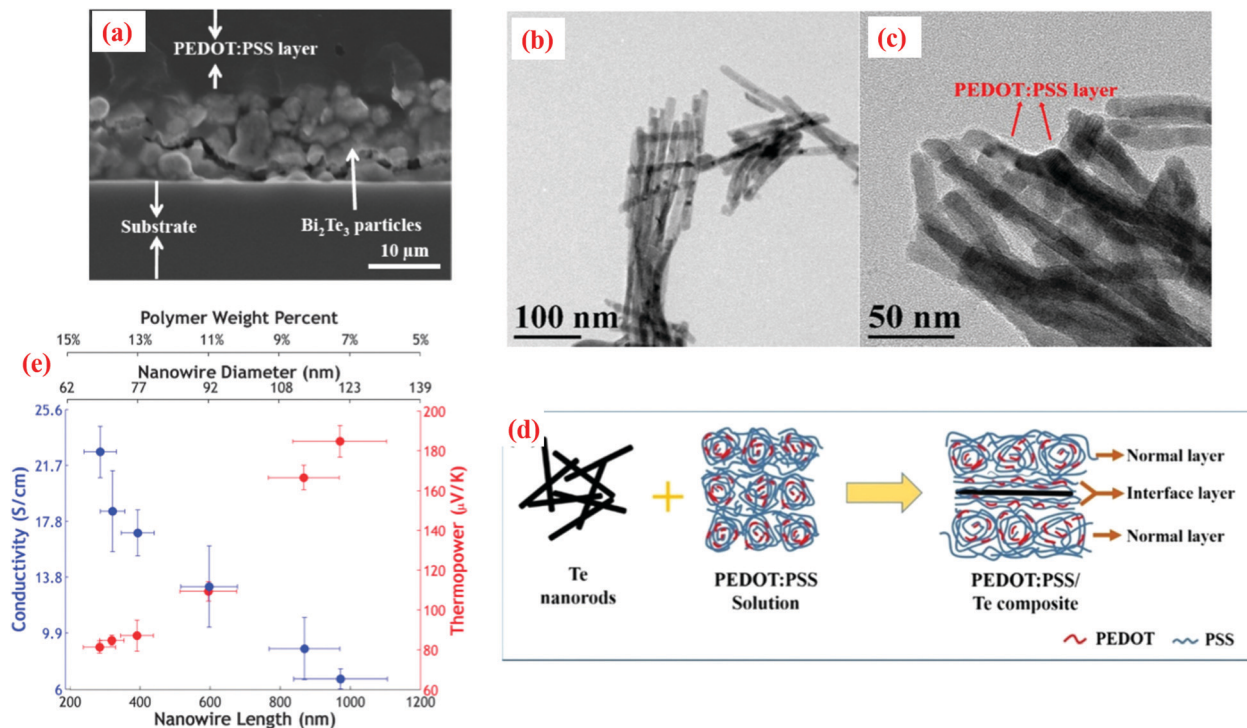 (a)
PEDOT:PSS layer
Substrate
Bi₂Te₃ particles
10 μm
(b)
100 nm
(c)
PEDOT:PSS layer
50 nm
(e)
Polymer Weight Percent
15% 13% 11% 9% 7% 5%
Nanowire Diameter (nm)
62 77 92 108 123 139
Conductivity (S/cm)
25.6
21.7
17.8
13.8
9.9
6
Thermopower (μV/K)
200
180
160
140
120
100
80
60
200 400 600 800 1000 1200
Nanowire Length (nm)
(d)
Te
nanorods
PEDOT:PSS
Solution
Normal layer
Interface layer
Normal layer
PEDOT:PSS/
Te composite
PEDOT PSS